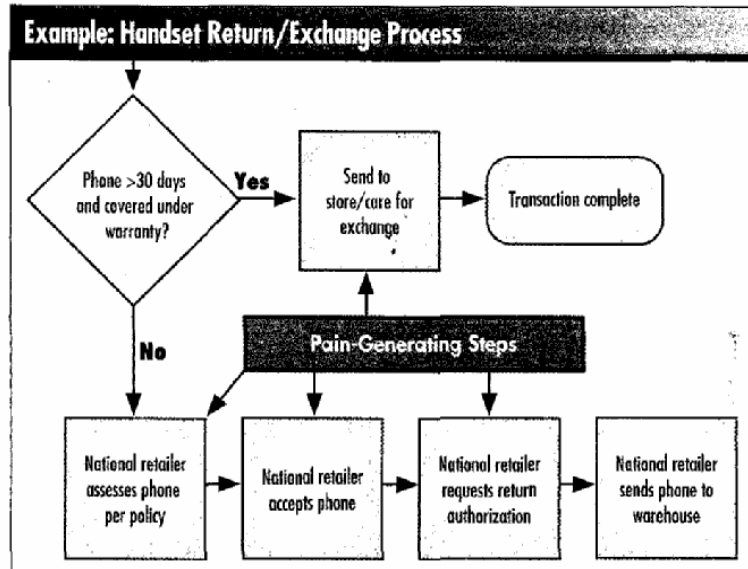 Example: Handset Return/Exchange Process
Phone >30 days
and covered under
warranty?
Yes
Send to
store/care for
exchange
Transaction complete
No
Pain-Generating Steps
National retailer
assesses phone
per policy
National retailer
accepts phone
National retailer
requests return
authorization
National retailer
sends phone to
warehouse